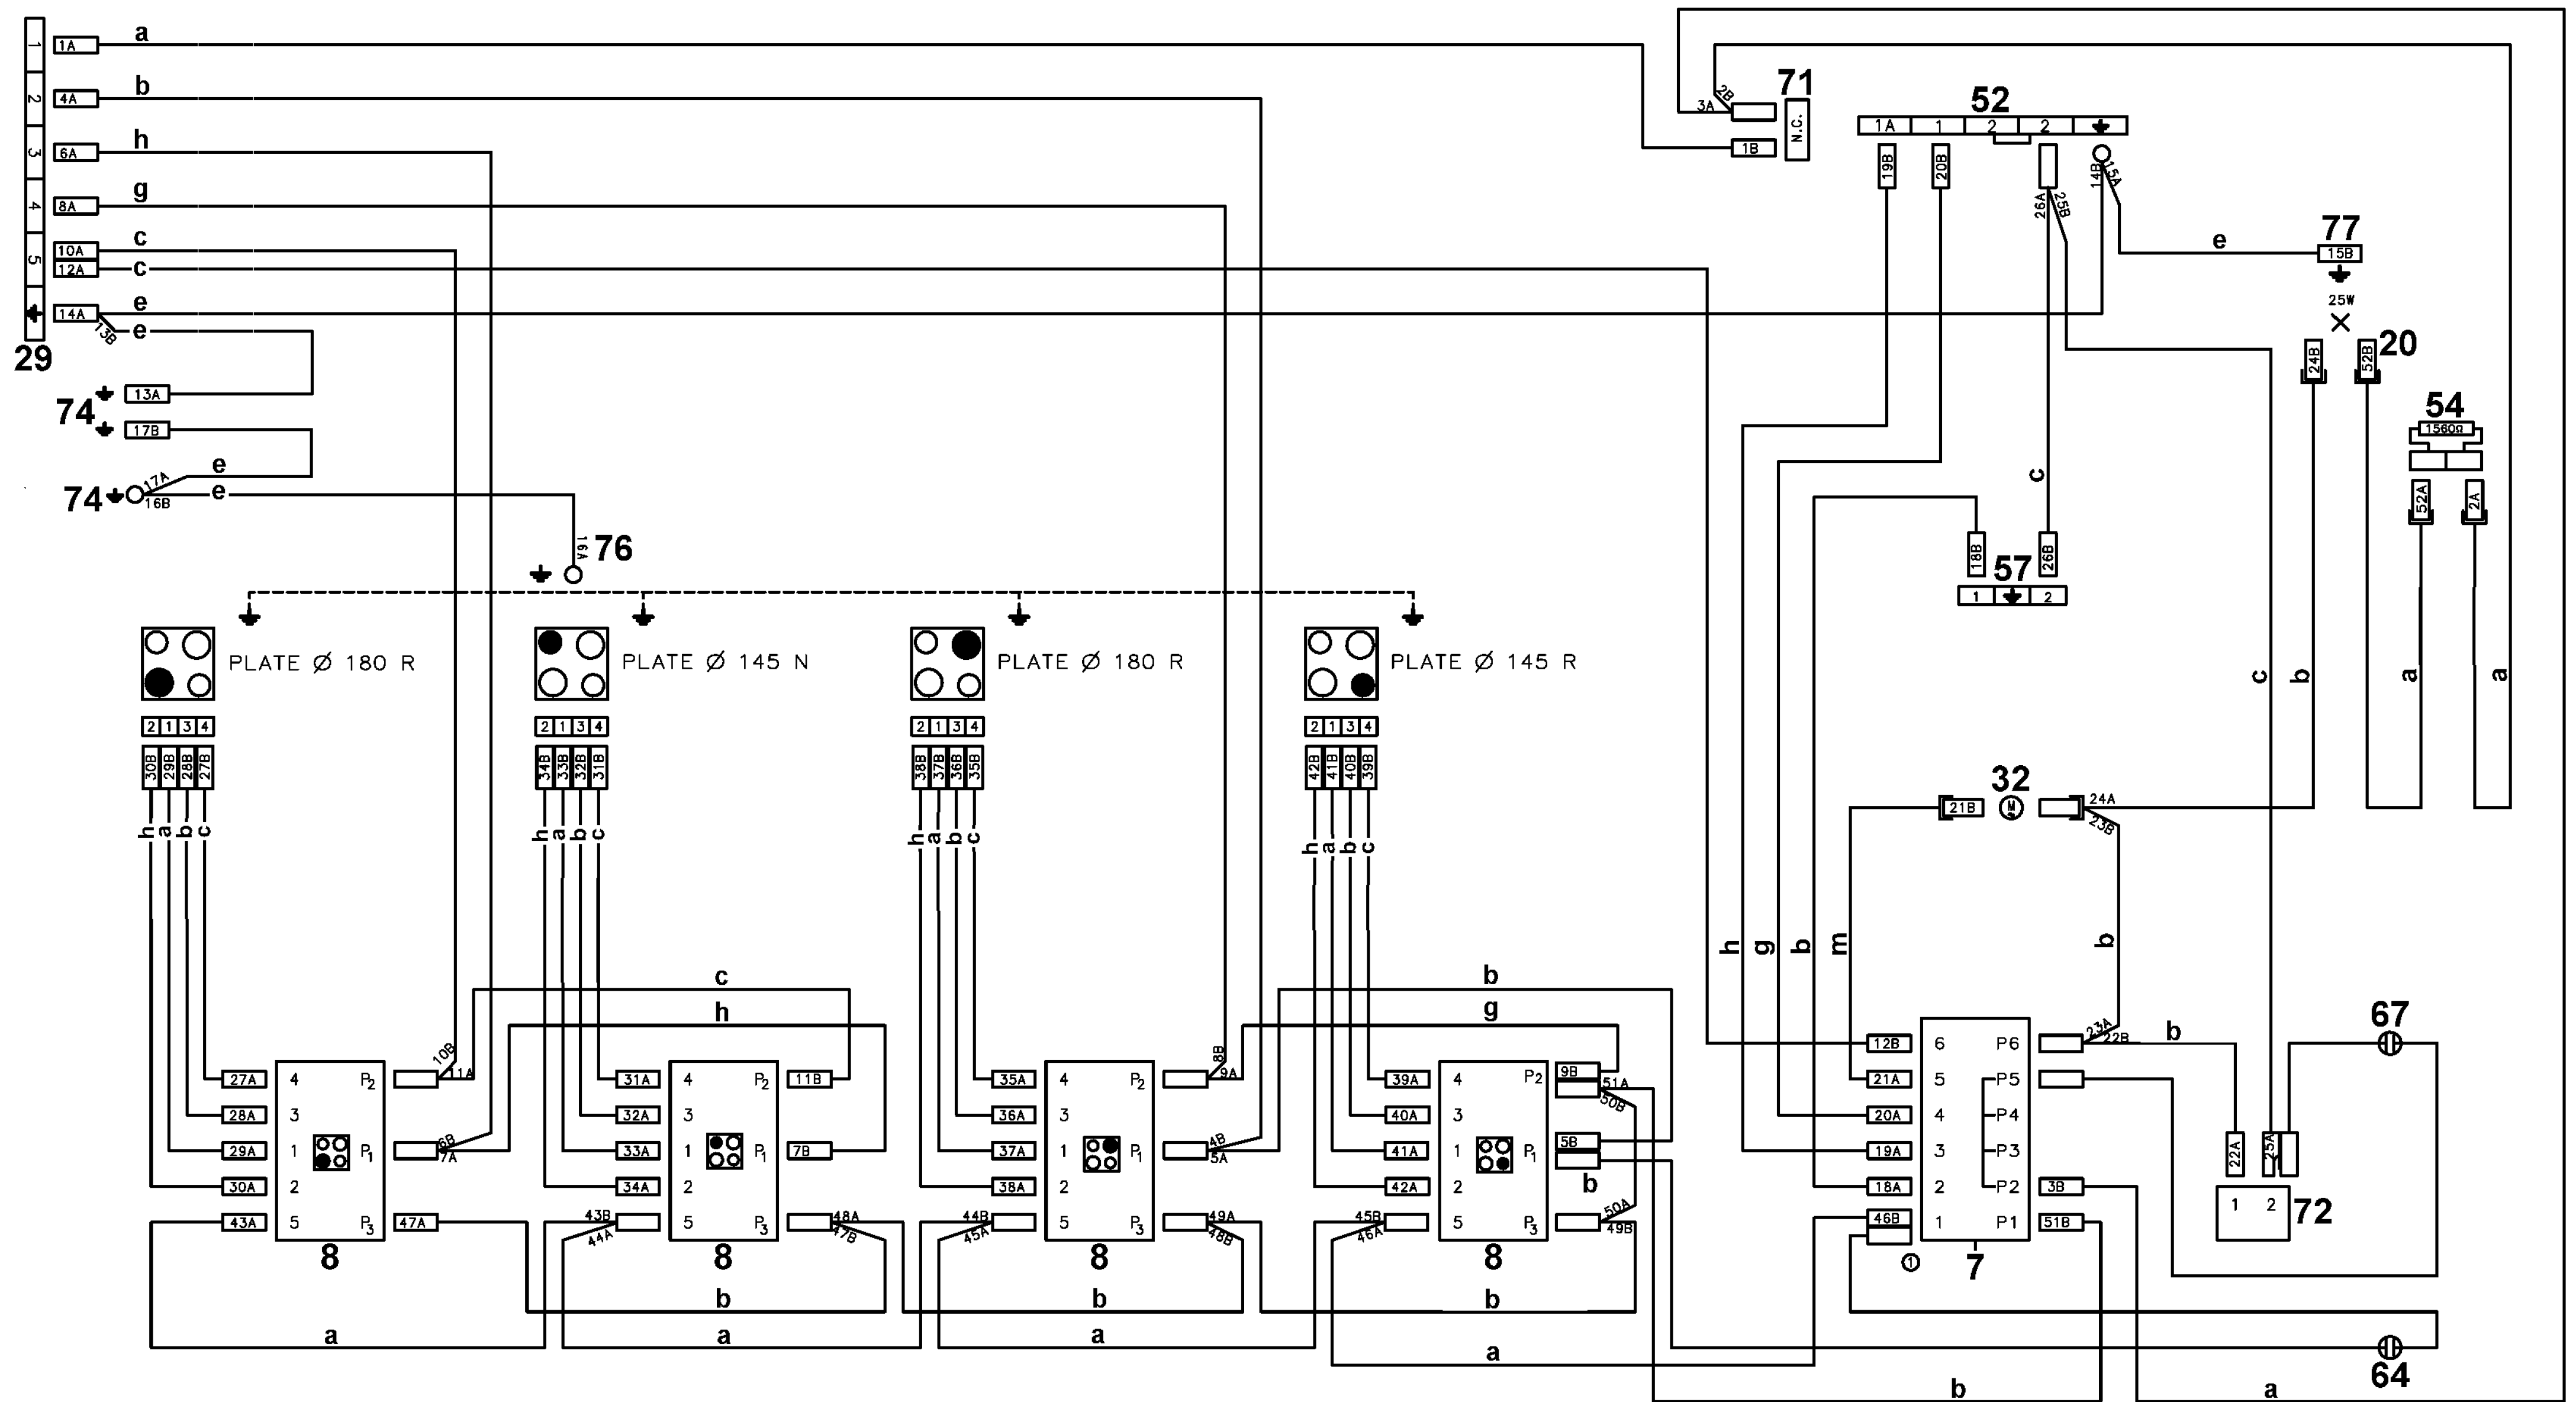 1 1A a
2 4A b
3 6A h
4 8A g
5 10A c
12A c
14A e
13B e
29
71
2B
3A
1B
N.C.
52
1A 1 2 2
19B 20B 26A 25B 14B 15A
e
77
15B
25W
24B 52B 20
54
1560Ω
52A 2A
74
13A
17B
74
17A e
16B e
16A 76
c
18B 26B
57
1 2
PLATE Ø 180 R
PLATE Ø 145 N
PLATE Ø 180 R
PLATE Ø 145 R
2 1 3 4
2 1 3 4
2 1 3 4
2 1 3 4
30B 29B 28B 27B
34B 33B 32B 31B
38B 37B 36B 35B
42B 41B 40B 39B
h a b c
h a b c
h a b c
h a b c
c b a a
32
21B M 24A
23B
h g b m b
c
h
b
g
27A 4 P2 10B 11A
28A 3
29A 1 P1 6B 7A
30A 2
43A 5 P3 47A
8
31A 4 P2 11B
32A 3
33A 1 P1 7B
34A 2
43B 44A 5 P3 48A 47B
8
35A 4 P2 8B 9A
36A 3
37A 1 P1 4B 5A
38A 2
44B 45A 5 P3 49A 48B
8
39A 4 P2 9B 51A 50B
40A 3
41A 1 P1 5B
42A 2 b
45B 46A 5 P3 50A 49B
8
12B 6 P6 23A 22B b
21A 5 P5
20A 4 P4
19A 3 P3
18A 2 P2 3B
46B 1 P1 51B
1 7
67
22A 25A
1 2 72
b b b
a a a a
64
b a